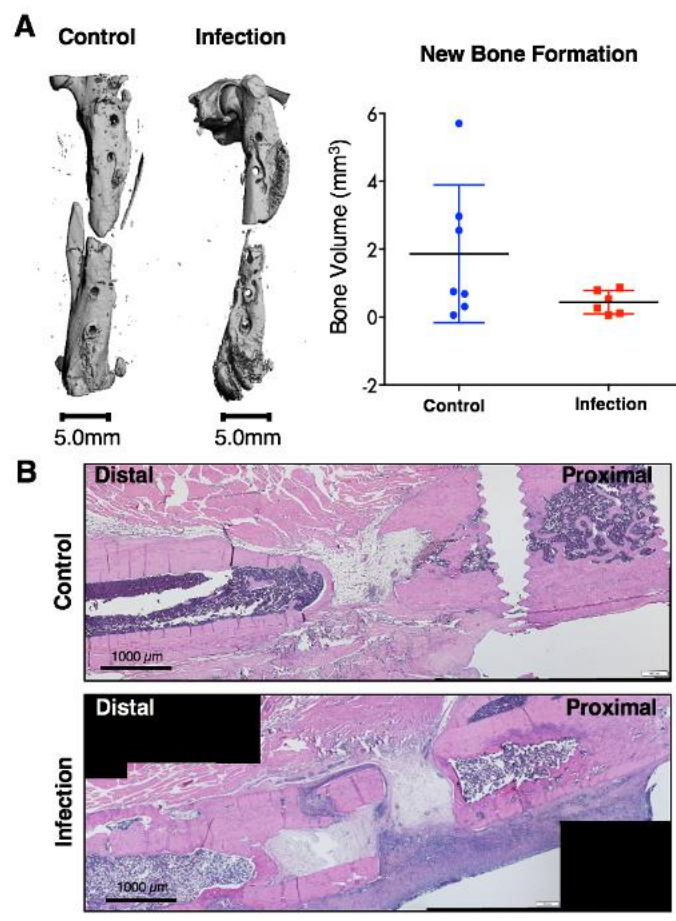 A
Control
Infection
5.0mm
5.0mm
New Bone Formation
Bone Volume (mm³)
6
4
2
0
-2
Control
Infection
B
Control
Distal
Proximal
1000 µm
Infection
Distal
Proximal
1000 µm